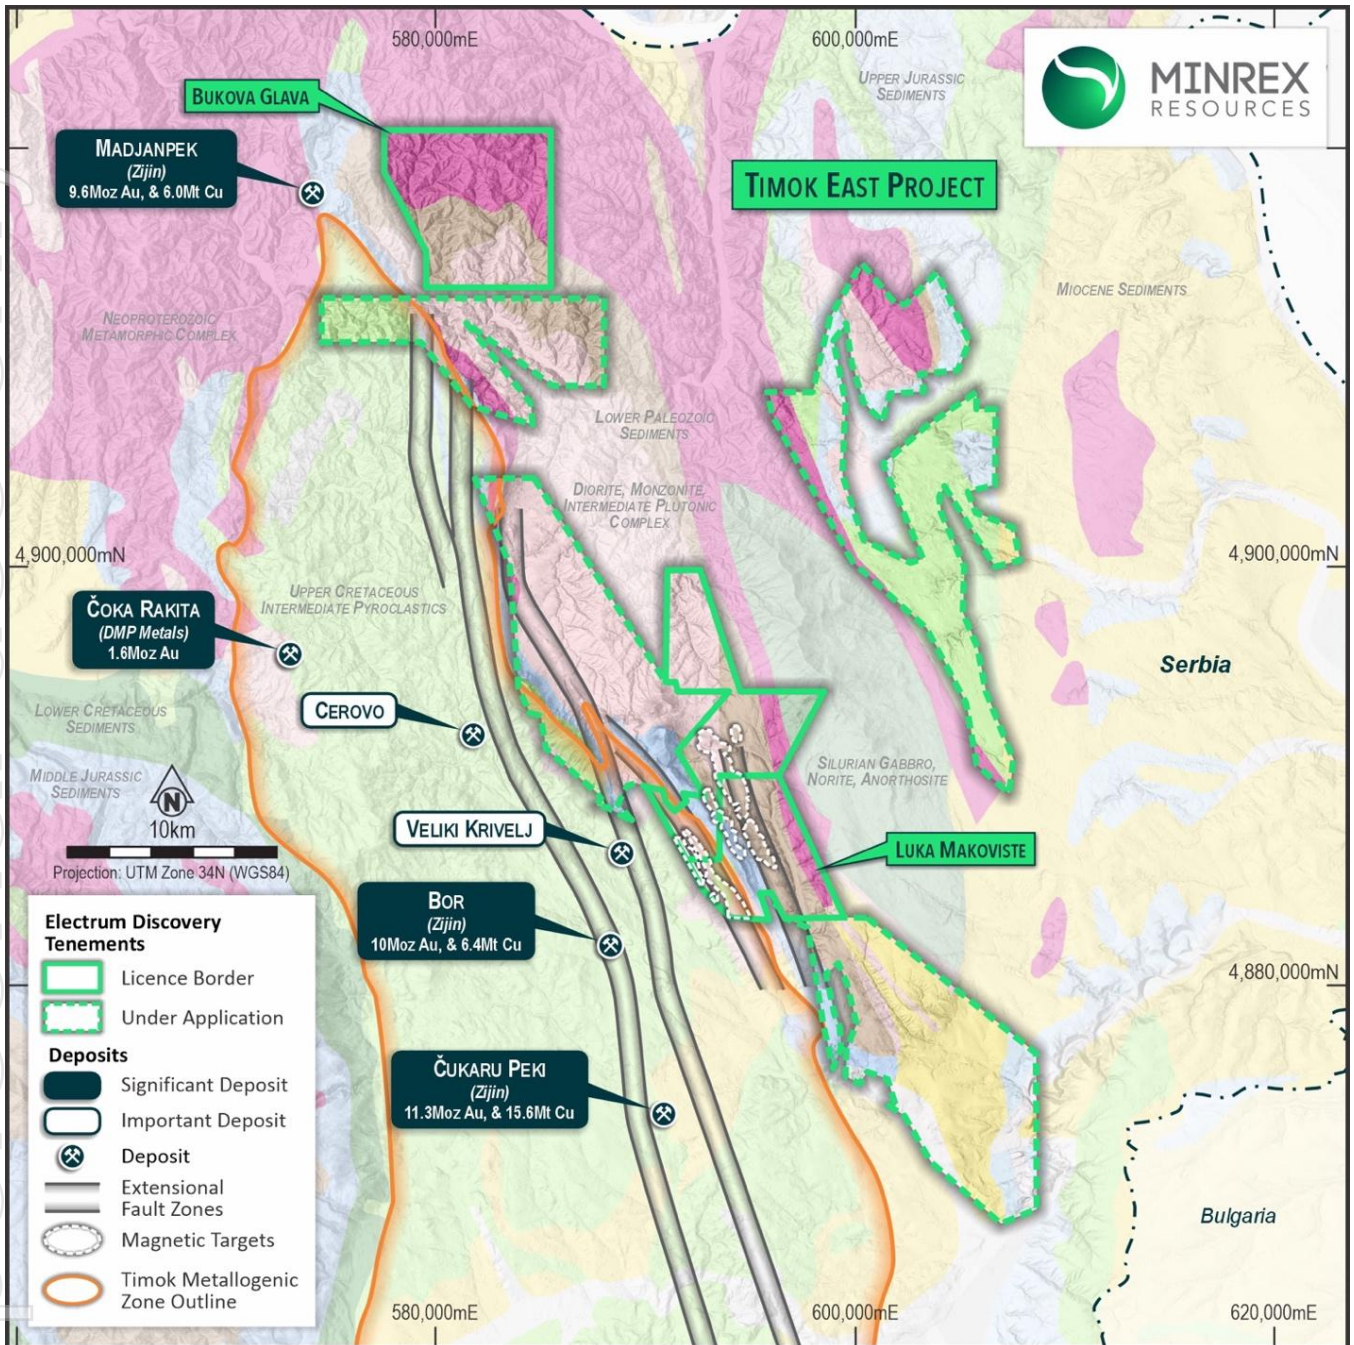 580,000mE
600,000mE
MINREX
RESOURCES
UPPER JURASSIC
SEDIMENTS
BUKOVA GLAVA
MADJANPEK
(Zijin)
9.6Moz Au, & 6.0Mt Cu
TIMOK EAST PROJECT
NEOPROTEROZOIC
METAMORPHIC COMPLEX
MIOCENE SEDIMENTS
LOWER PALEOZOIC
SEDIMENTS
DIORITE, MONZONITE,
INTERMEDIATE PLUTONIC
COMPLEX
4,900,000mN
4,900,000mN
UPPER CRETACEOUS
INTERMEDIATE PYROCLASTICS
ČOKA RAKITA
(DMP Metals)
1.6Moz Au
Serbia
LOWER CRETACEOUS
SEDIMENTS
CEROVO
MIDDLE JURASSIC
SEDIMENTS
SILURIAN GABBRO,
NORITE, ANORTHOSITE
N
10km
Projection: UTM Zone 34N (WGS84)
VELIKI KRIVELJ
LUKA MAKOVISTE
BOR
(Zijin)
10Moz Au, & 6.4Mt Cu
4,880,000mN
ČUKARU PEKI
(Zijin)
11.3Moz Au, & 15.6Mt Cu
Electrum Discovery
Tenements
Licence Border
Under Application
Deposits
Significant Deposit
Important Deposit
Deposit
Extensional
Fault Zones
Magnetic Targets
Timok Metallogenic
Zone Outline
Bulgaria
580,000mE
600,000mE
620,000mE